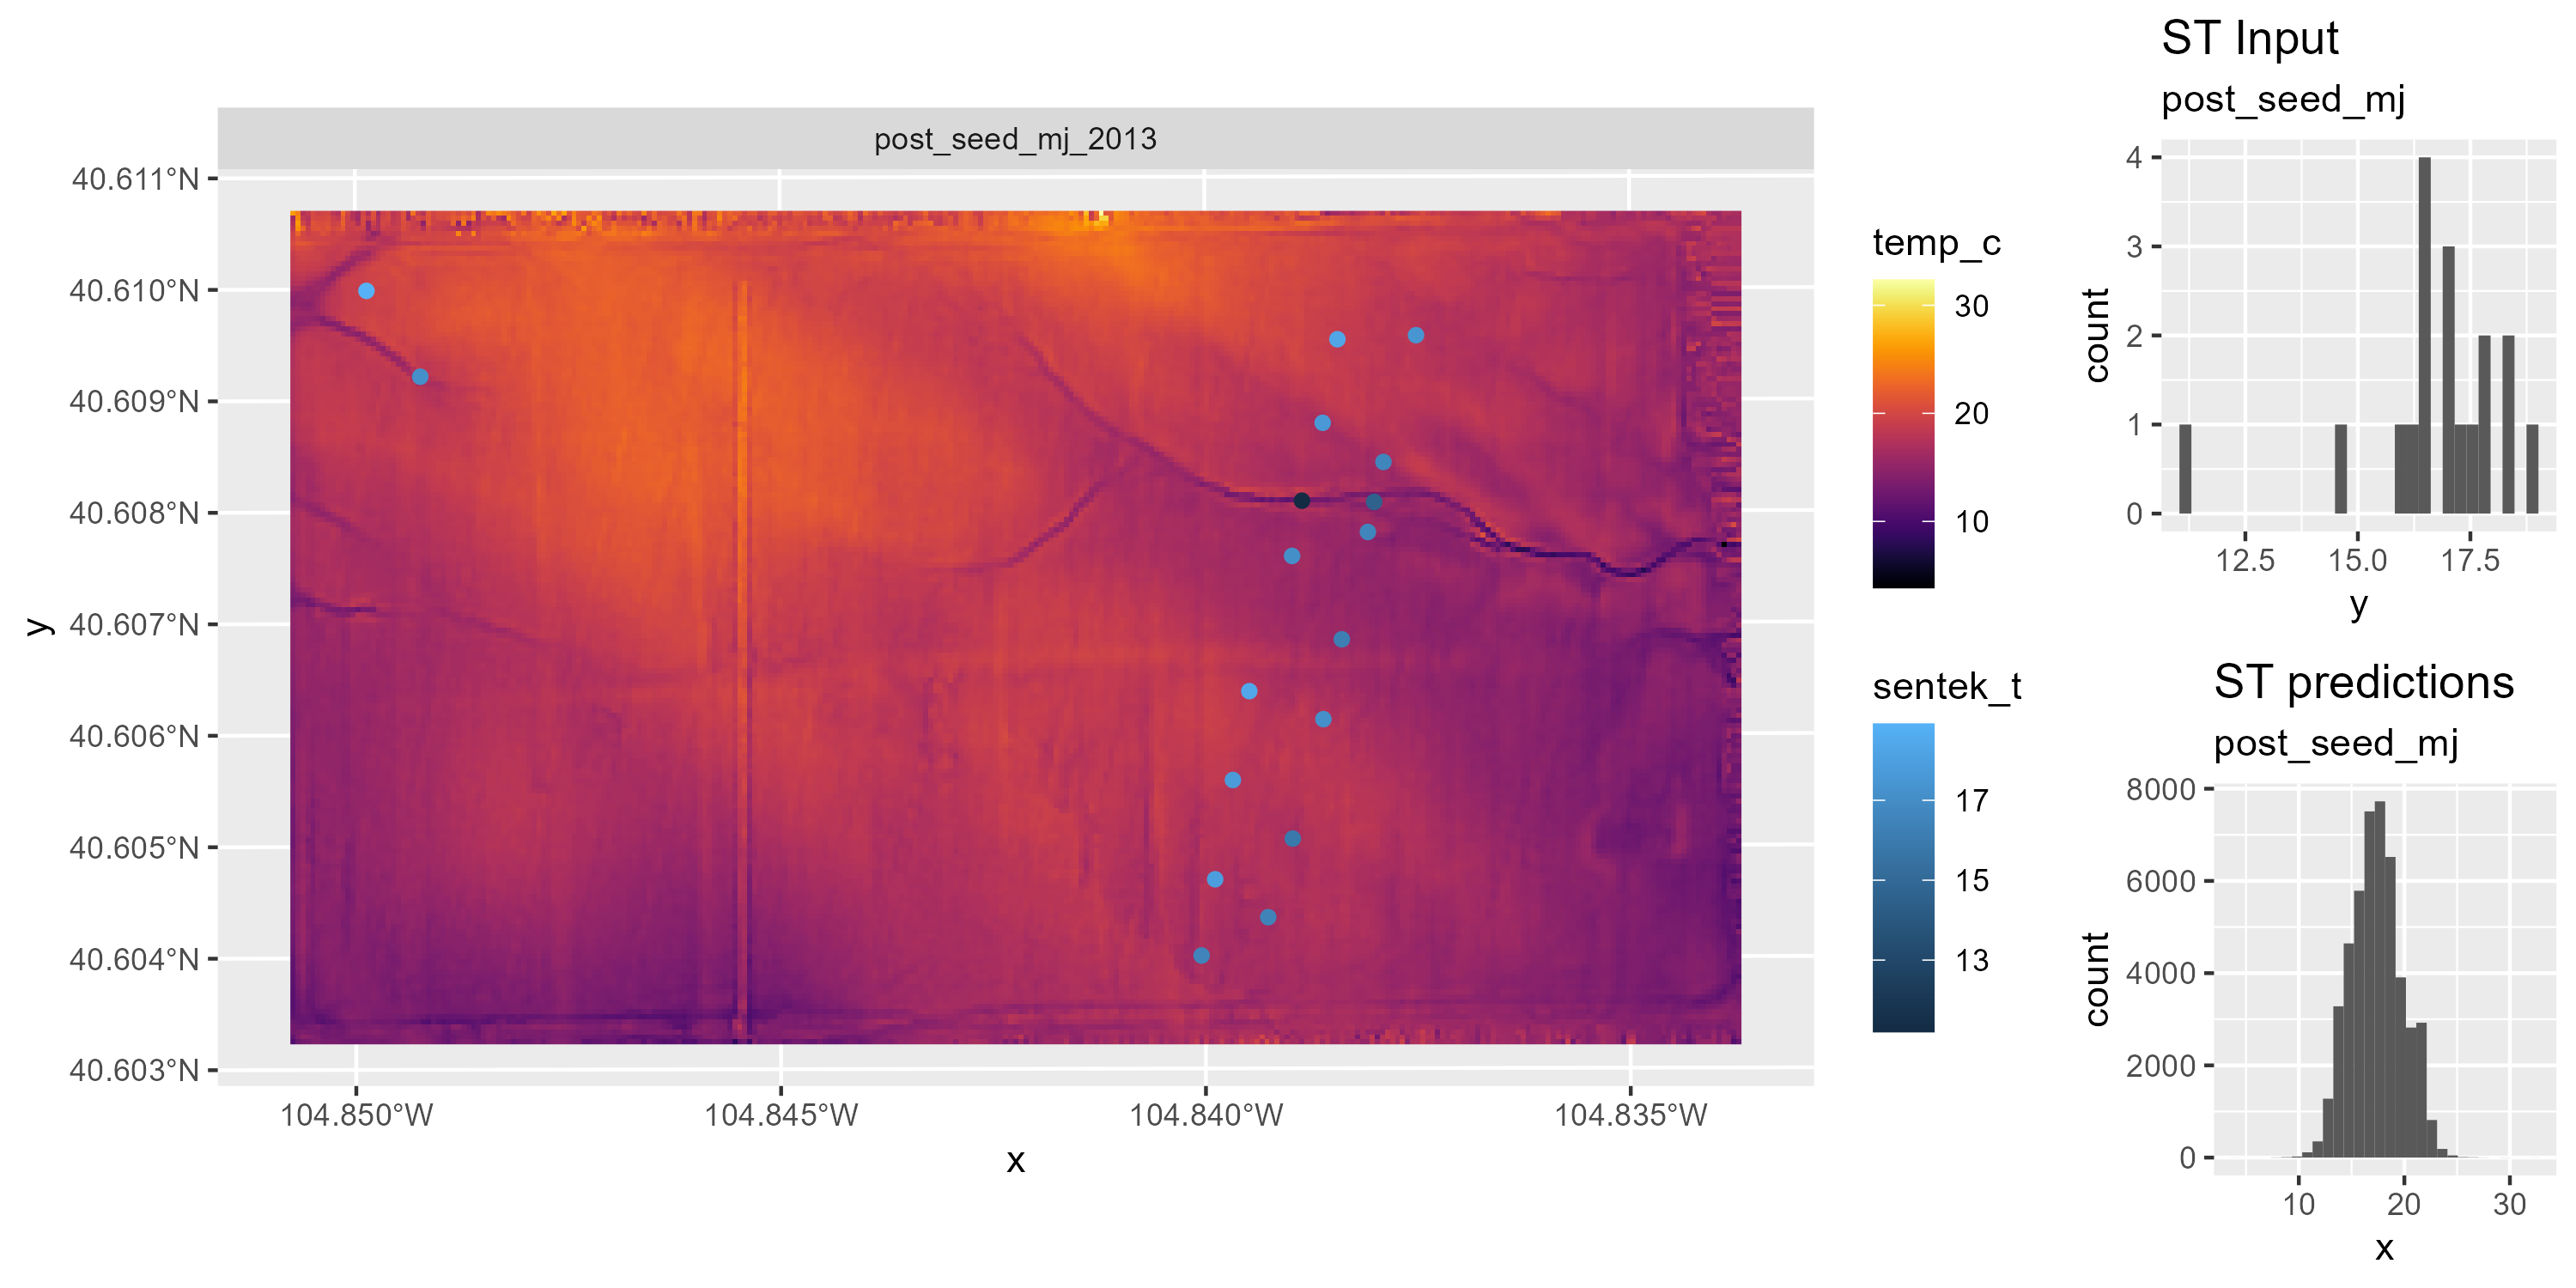 post_seed_mj_2013
40.611°N
40.610°N
40.609°N
40.608°N
40.607°N
40.606°N
40.605°N
40.604°N
40.603°N
y
104.850°W
104.845°W
104.840°W
104.835°W
x
temp_c
30
20
10
sentek_t
17
15
13
ST Input
post_seed_mj
4
3
2
1
0
count
12.5
15.0
17.5
y
ST predictions
post_seed_mj
8000
6000
4000
2000
0
count
10
20
30
x